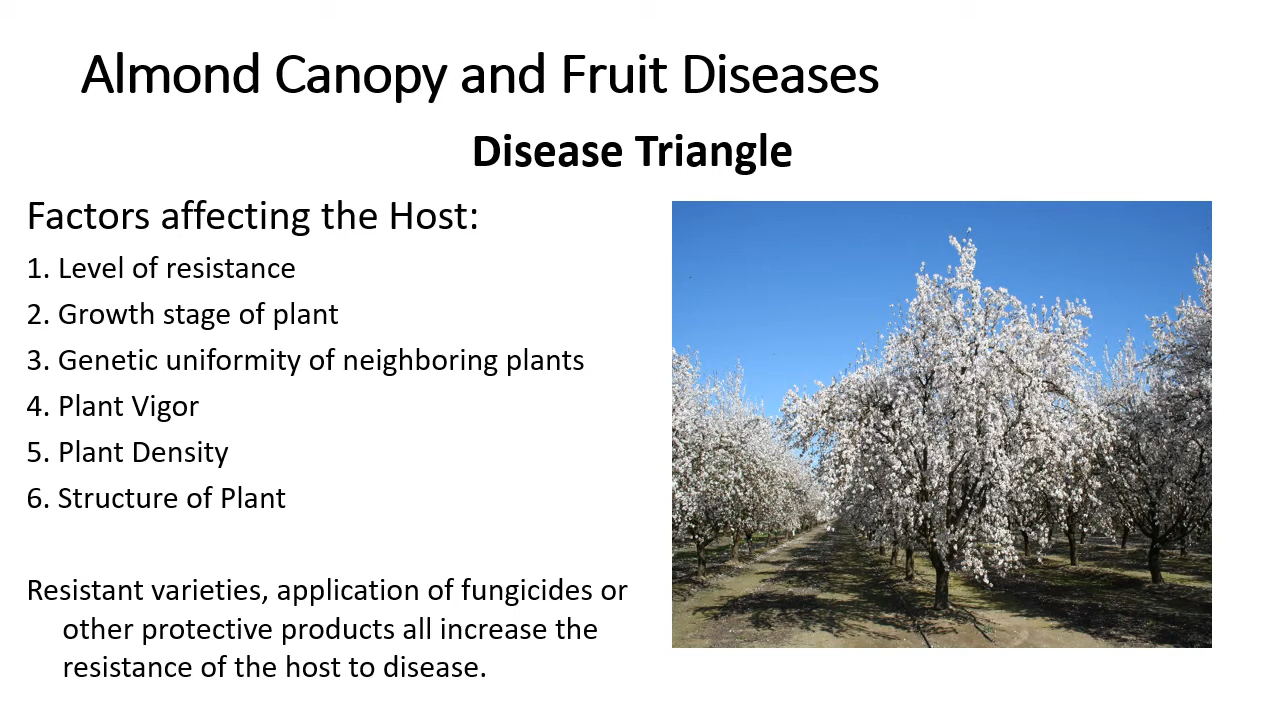 Almond Canopy and Fruit Diseases
Disease Triangle
Factors affecting the Host:
1. Level of resistance
2. Growth stage of plant
3. Genetic uniformity of neighboring plants
4. Plant Vigor
5. Plant Density
6. Structure of Plant
Resistant varieties, application of fungicides or
other protective products all increase the
resistance of the host to disease.